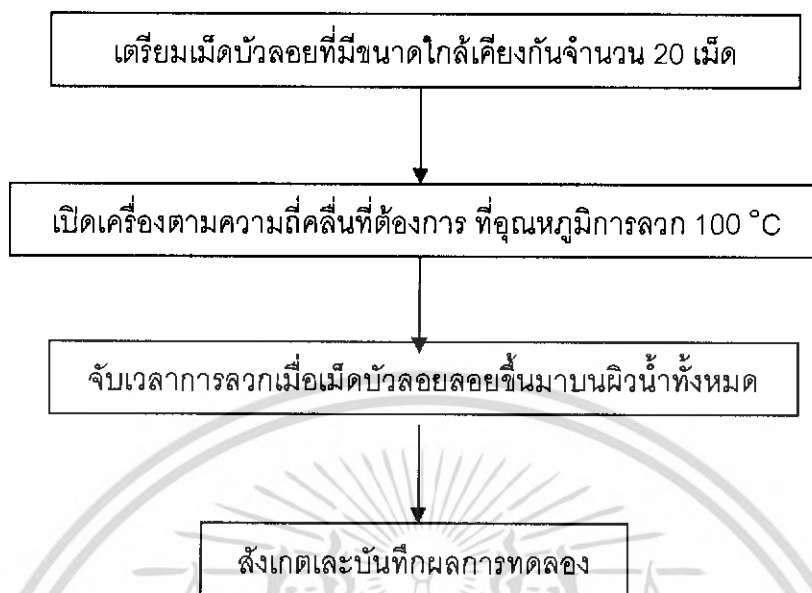 เตรียมเม็ดบัวลอยที่มีขนาดใกล้เคียงกันจำนวน 20 เม็ด
เปิดเครื่องตามความถี่คลื่นที่ต้องการ ที่อุณหภูมิการลวก 100 °C
จับเวลาการลวกเมื่อเม็ดบัวลอยลอยขึ้นมาบนผิวน้ำทั้งหมด
สังเกตและบันทึกผลการทดลอง